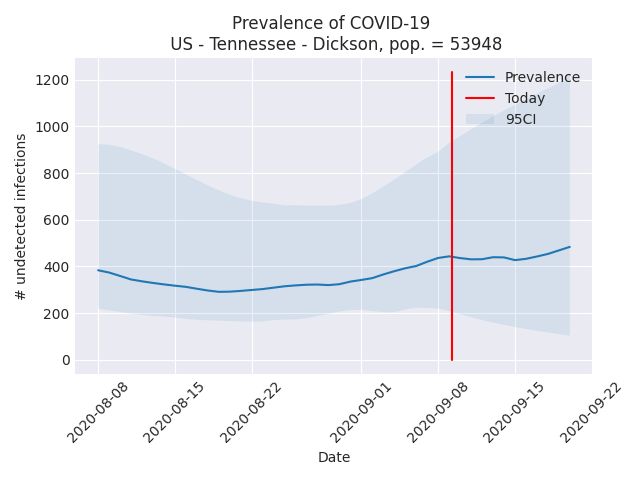 Prevalence of COVID-19
US - Tennessee - Dickson, pop. = 53948
Prevalence
Today
95CI
1200
1000
800
600
400
200
0
# undetected infections
2020-08-08
2020-08-15
2020-08-22
2020-09-01
2020-09-08
2020-09-15
2020-09-22
Date